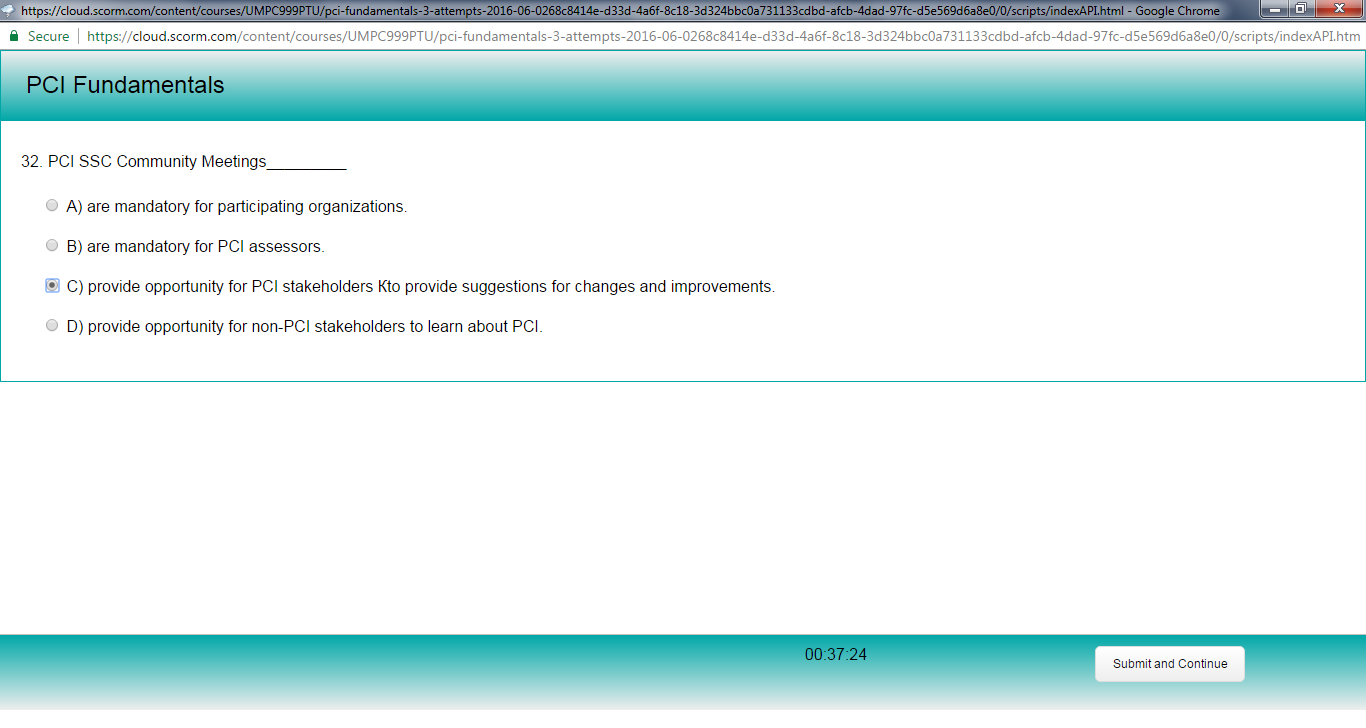 https://cloud.scorm.com/content/courses/UMPC999PTU/pci-fundamentals-3-attempts-2016-06-0268c8414e-d33d-4a6f-8c18-3d324bbc0a731133cdbd-afcb-4dad-97fc-d5e569d6a8e0/0/scripts/indexAPI.html - Google Chrome
Secure https://cloud.scorm.com/content/courses/UMPC999PTU/pci-fundamentals-3-attempts-2016-06-0268c8414e-d33d-4a6f-8c18-3d324bbc0a731133cdbd-afcb-4dad-97fc-d5e569d6a8e0/0/scripts/indexAPI.htm
PCI Fundamentals
32. PCI SSC Community Meetings_________
A) are mandatory for participating organizations.
B) are mandatory for PCI assessors.
C) provide opportunity for PCI stakeholders Kto provide suggestions for changes and improvements.
D) provide opportunity for non-PCI stakeholders to learn about PCI.
00:37:24
Submit and Continue